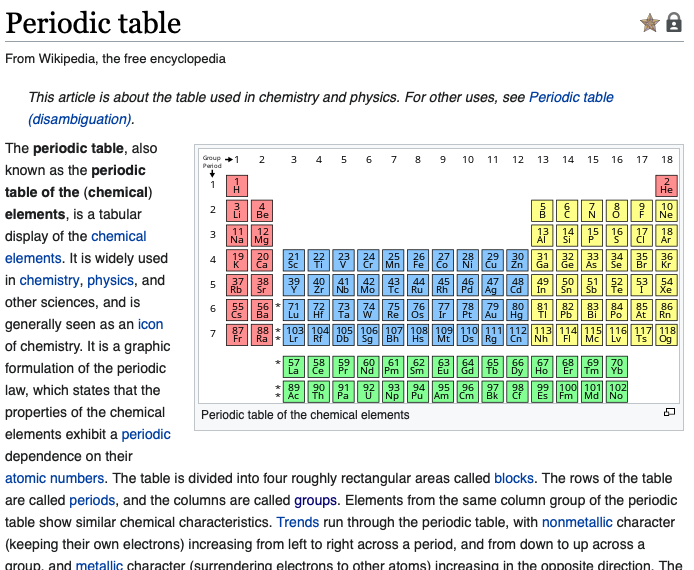 Periodic table
From Wikipedia, the free encyclopedia
This article is about the table used in chemistry and physics. For other uses, see Periodic table
(disambiguation).
The periodic table, also
known as the periodic
table of the (chemical)
elements, is a tabular
display of the chemical
elements. It is widely used
in chemistry, physics, and
other sciences, and is
generally seen as an icon
of chemistry. It is a graphic
formulation of the periodic
law, which states that the
properties of the chemical
elements exhibit a periodic
dependence on their
Group → 1 2 3 4 5 6 7 8 9 10 11 12 13 14 15 16 17 18
Period
↓
1 1 2
H He
2 3 4 5 6 7 8 9 10
Li Be B C N O F Ne
3 11 12 13 14 15 16 17 18
Na Mg Al Si P S Cl Ar
4 19 20 21 22 23 24 25 26 27 28 29 30 31 32 33 34 35 36
K Ca Sc Ti V Cr Mn Fe Co Ni Cu Zn Ga Ge As Se Br Kr
5 37 38 39 40 41 42 43 44 45 46 47 48 49 50 51 52 53 54
Rb Sr Y Zr Nb Mo Tc Ru Rh Pd Ag Cd In Sn Sb Te I Xe
6 55 56 * 71 72 73 74 75 76 77 78 79 80 81 82 83 84 85 86
Cs Ba Lu Hf Ta W Re Os Ir Pt Au Hg Tl Pb Bi Po At Rn
7 87 88 * * 103 104 105 106 107 108 109 110 111 112 113 114 115 116 117 118
Fr Ra Lr Rf Db Sg Bh Hs Mt Ds Rg Cn Nh Fl Mc Lv Ts Og
* 57 58 59 60 61 62 63 64 65 66 67 68 69 70
La Ce Pr Nd Pm Sm Eu Gd Tb Dy Ho Er Tm Yb
* * 89 90 91 92 93 94 95 96 97 98 99 100 101 102
Ac Th Pa U Np Pu Am Cm Bk Cf Es Fm Md No
Periodic table of the chemical elements
atomic numbers. The table is divided into four roughly rectangular areas called blocks. The rows of the table
are called periods, and the columns are called groups. Elements from the same column group of the periodic
table show similar chemical characteristics. Trends run through the periodic table, with nonmetallic character
(keeping their own electrons) increasing from left to right across a period, and from down to up across a
group, and metallic character (surrendering electrons to other atoms) increasing in the opposite direction. The